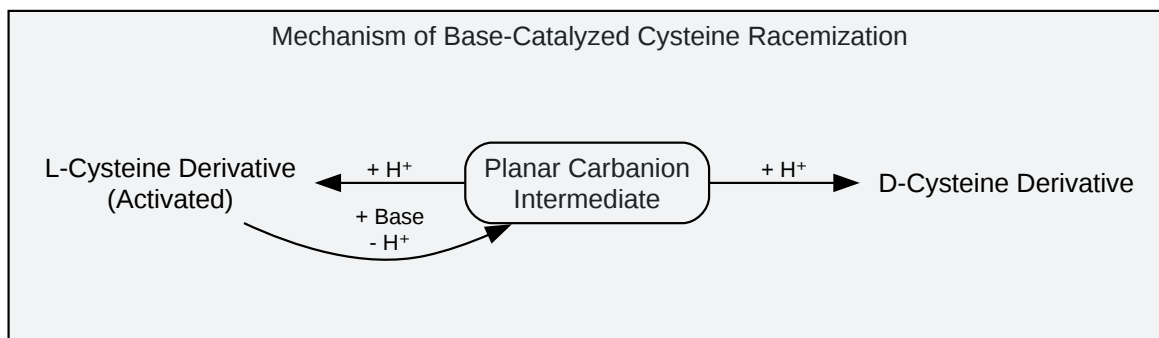 Mechanism of Base-Catalyzed Cysteine Racemization
L-Cysteine Derivative
(Activated)
+ H⁺
+ Base
- H⁺
Planar Carbanion
Intermediate
+ H⁺
D-Cysteine Derivative